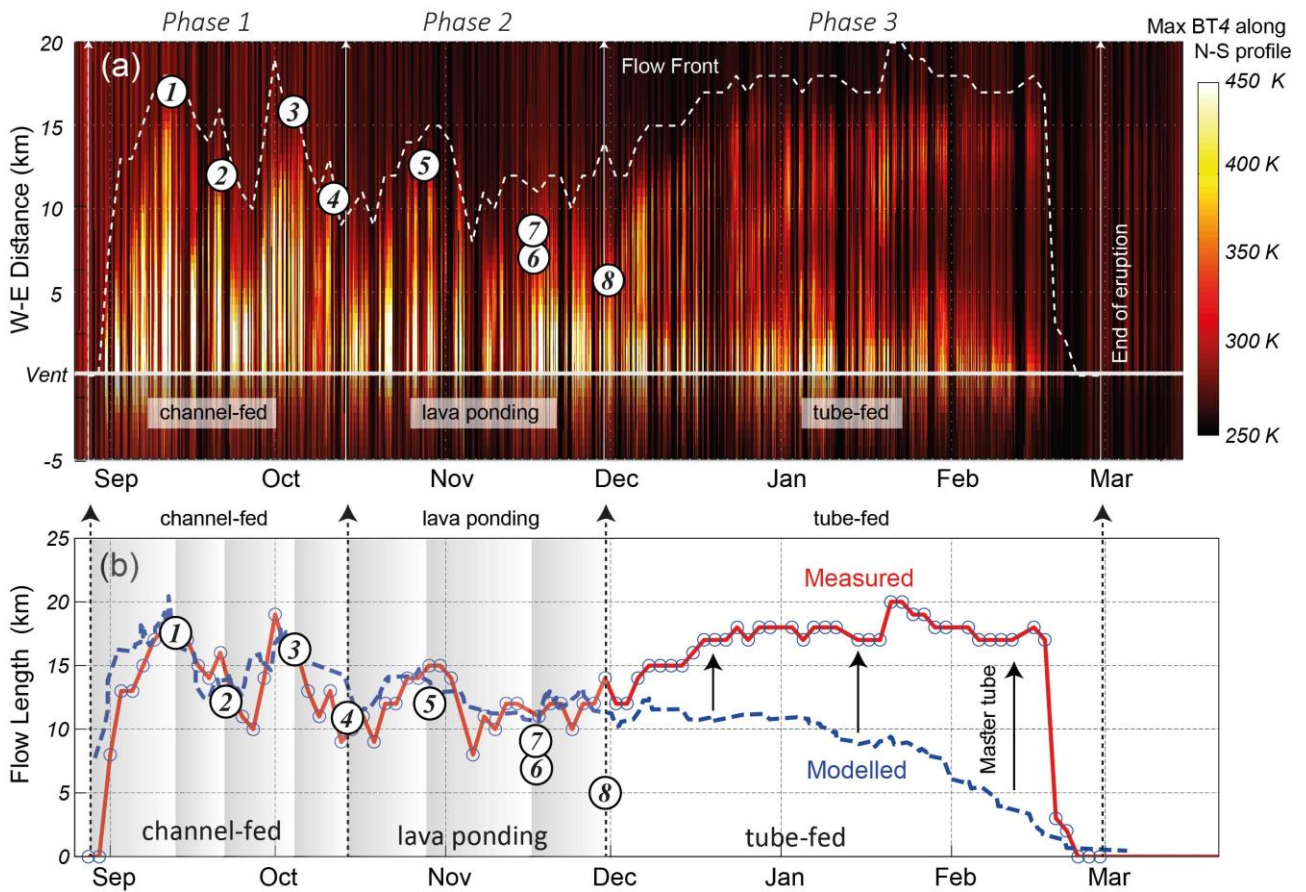 Phase 1 Phase 2 Phase 3
Max BT4 along
N-S profile
(a)
Flow Front
W-E Distance (km)
20
15
10
5
Vent
-5
1
2
3
4
5
7
6
8
End of eruption
channel-fed lava ponding tube-fed
450 K
400 K
350 K
300 K
250 K
Sep Oct Nov Dec Jan Feb Mar
channel-fed lava ponding tube-fed
(b)
Flow Length (km)
25
20
15
10
5
0
Measured
1
2
3
4
5
7
6
8
Modelled
Master tube
channel-fed lava ponding tube-fed
Sep Oct Nov Dec Jan Feb Mar